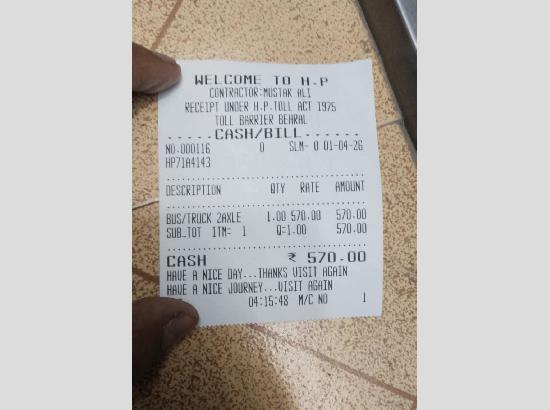 WELCOME TO H.P
CONTRACTOR:MUSTAK ALI
RECEIPT UNDER H.P.TOLL ACT 1975
TOLL BARRIER BEHRAL
.....CASH/BILL......
NO.000116 0 SLM- 0 01-04-26
HP71A4143
DESCRIPTION QTY RATE AMOUNT
BUS/TRUCK 2AXLE 1.00 570.00 570.00
SUB_TOT ITM= 1 Q=1.00 570.00
CASH ₹ 570.00
HAVE A NICE DAY...THANKS VISIT AGAIN
HAVE A NICE JOURNEY...VISIT AGAIN
04:15:48 M/C NO 1